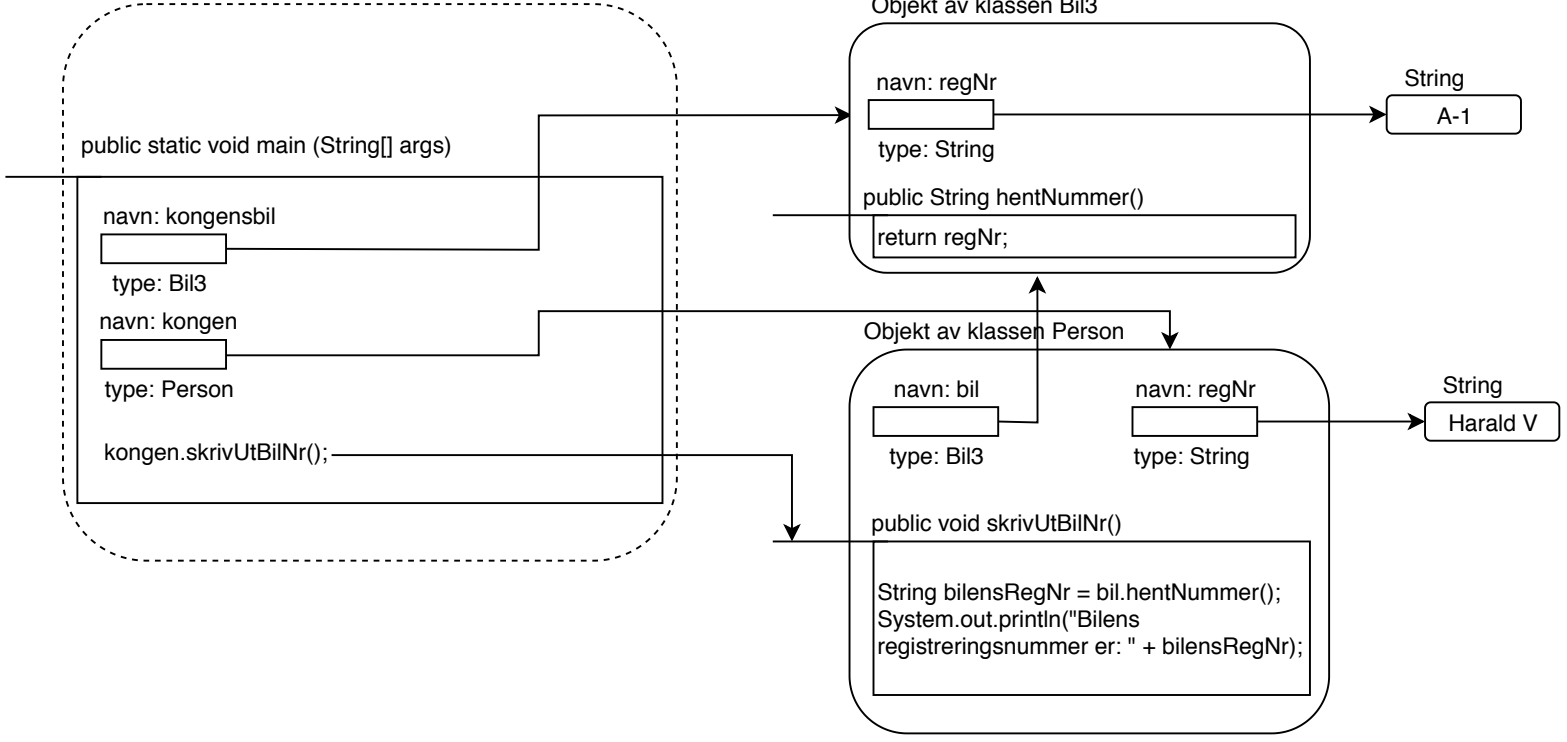 public static void main (String[] args)
navn: kongensbil
type: Bil3
navn: kongen
type: Person
kongen.skrivUtBilNr();
Objekt av klassen Bil3
navn: regNr
type: String
public String hentNummer()
return regNr;
String
A-1
Objekt av klassen Person
navn: bil
type: Bil3
navn: regNr
type: String
String
Harald V
public void skrivUtBilNr()
String bilensRegNr = bil.hentNummer();
System.out.println("Bilens
registreringsnummer er: " + bilensRegNr);